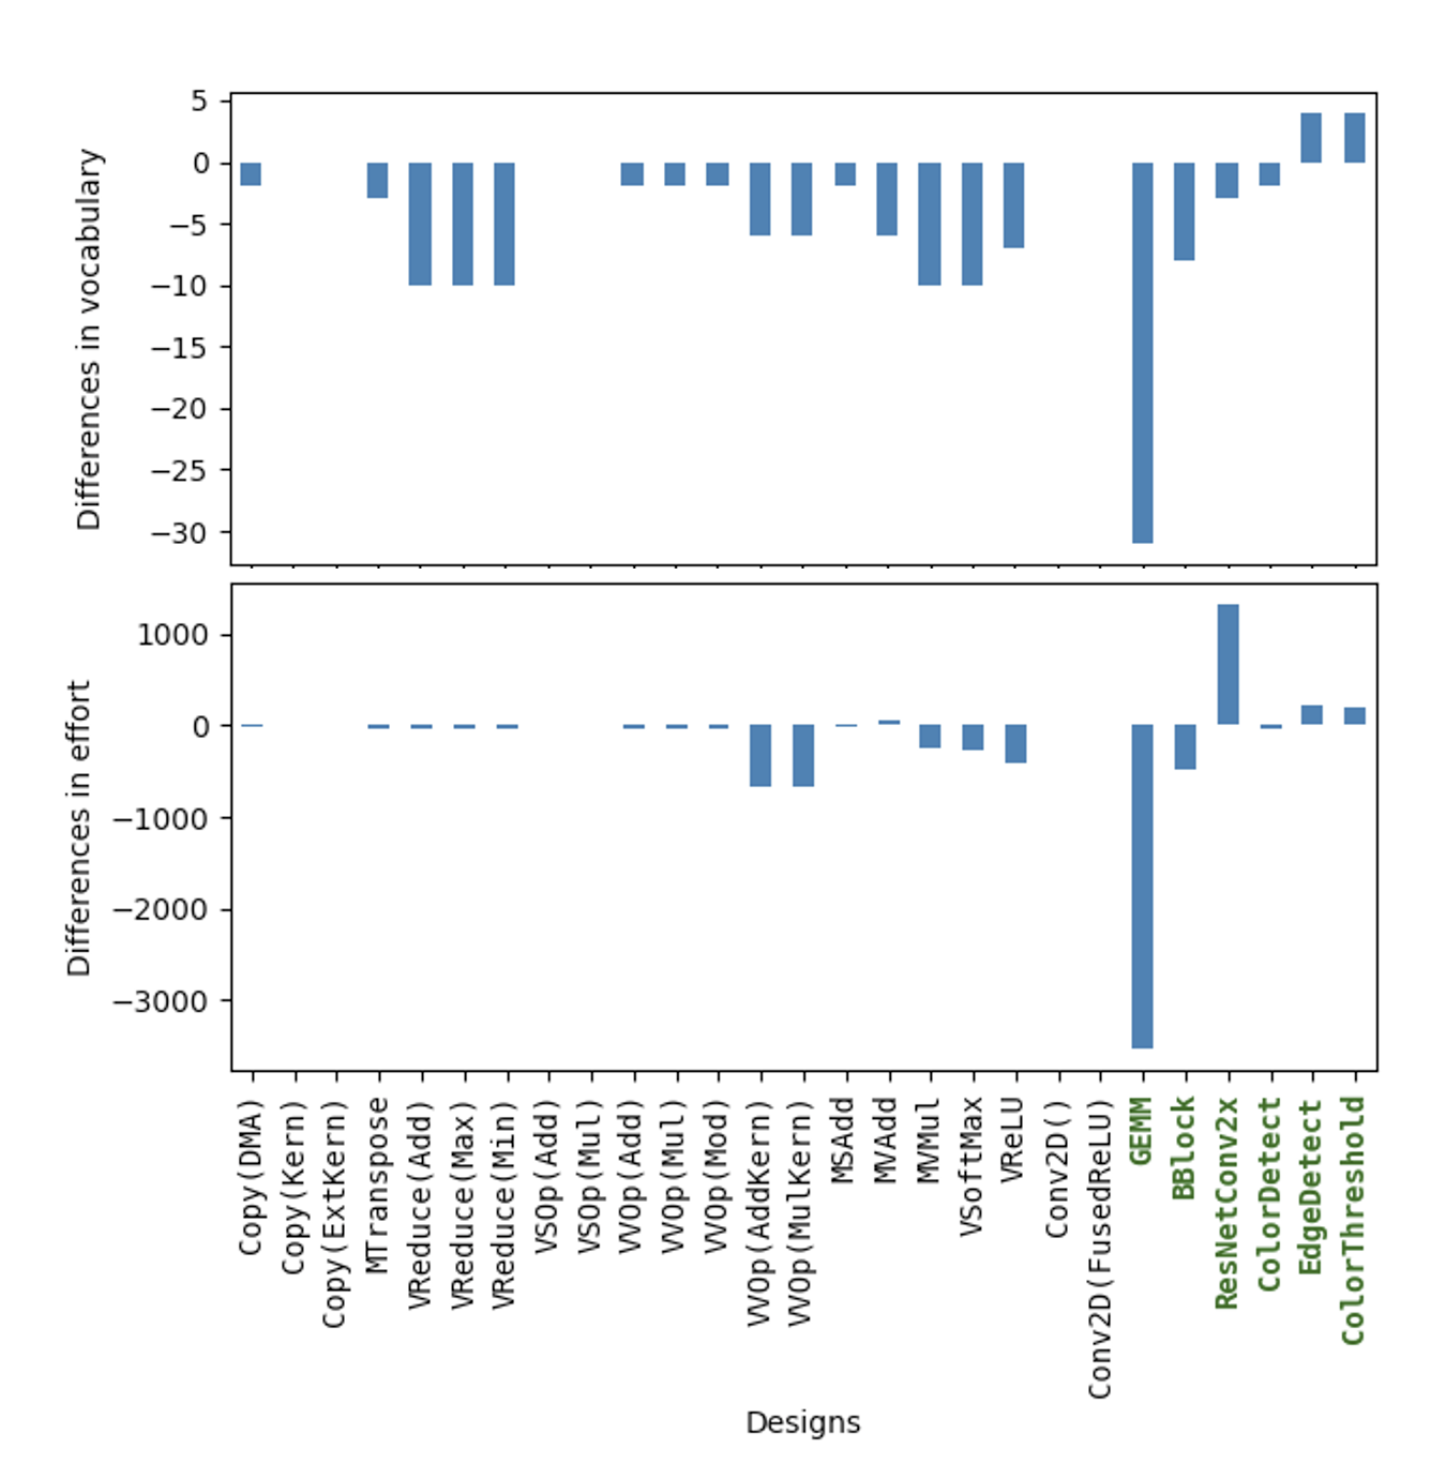 Differences in vocabulary
5
0
−5
−10
−15
−20
−25
−30
Differences in effort
1000
0
−1000
−2000
−3000
Copy(DMA)
Copy(Kern)
Copy(ExtKern)
MTranspose
VReduce(Add)
VReduce(Max)
VReduce(Min)
VSOp(Add)
VSOp(Mul)
VVOp(Add)
VVOp(Mul)
VVOp(Mod)
VVOp(AddKern)
VVOp(MulKern)
MSAdd
MVAdd
MVMul
VSoftMax
VReLU
Conv2D()
Conv2D(FusedReLU)
GEMM
BBlock
ResNetConv2x
ColorDetect
EdgeDetect
ColorThreshold
Designs